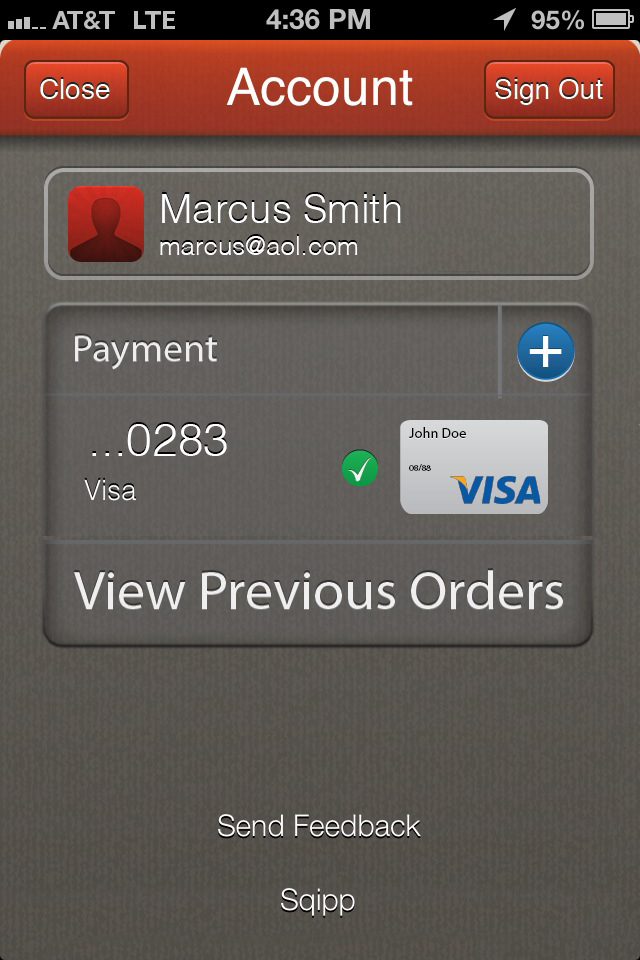 AT&T LTE 4:36 PM 95%
Close Account Sign Out
Marcus Smith
marcus@aol.com
Payment
...0283
Visa
John Doe
08/88
VISA
View Previous Orders
Send Feedback
Sqipp